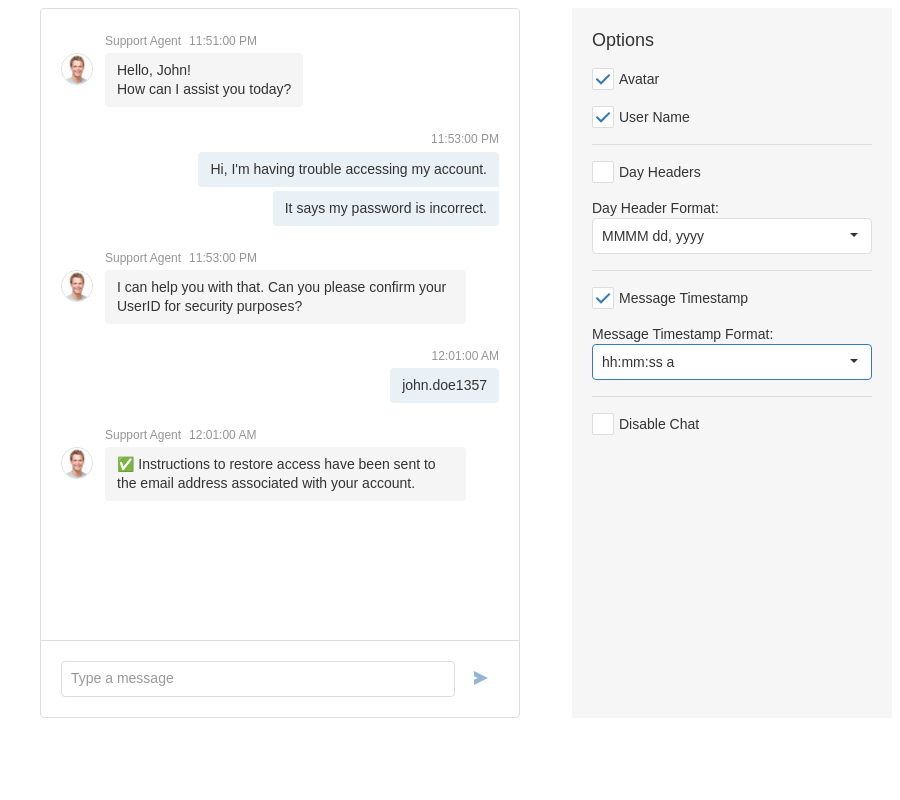 Support Agent 11:51:00 PM
Hello, John!
How can I assist you today?
11:53:00 PM
Hi, I'm having trouble accessing my account.
It says my password is incorrect.
Support Agent 11:53:00 PM
I can help you with that. Can you please confirm your
UserID for security purposes?
12:01:00 AM
john.doe1357
Support Agent 12:01:00 AM
✅ Instructions to restore access have been sent to
the email address associated with your account.
Type a message
Options
Avatar
User Name
Day Headers
Day Header Format:
MMMM dd, yyyy
Message Timestamp
Message Timestamp Format:
hh:mm:ss a
Disable Chat